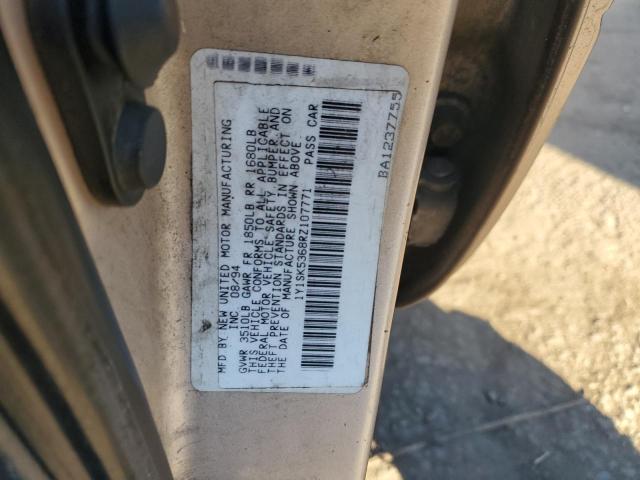 MFD BY NEW UNITED MOTOR MANUFACTURING
INC 08/94
GVWR 3510LB GAWR FR 1850LB RR 1680LB
THIS VEHICLE CONFORMS TO ALL APPLICABLE
FEDERAL MOTOR VEHICLE SAFETY BUMPER, AND
THEFT PREVENTION STANDARDS IN EFFECT ON
THE DATE OF MANUFACTURE SHOWN ABOVE.
1Y1SK5368RZ107771 PASS CAR
BA1237755